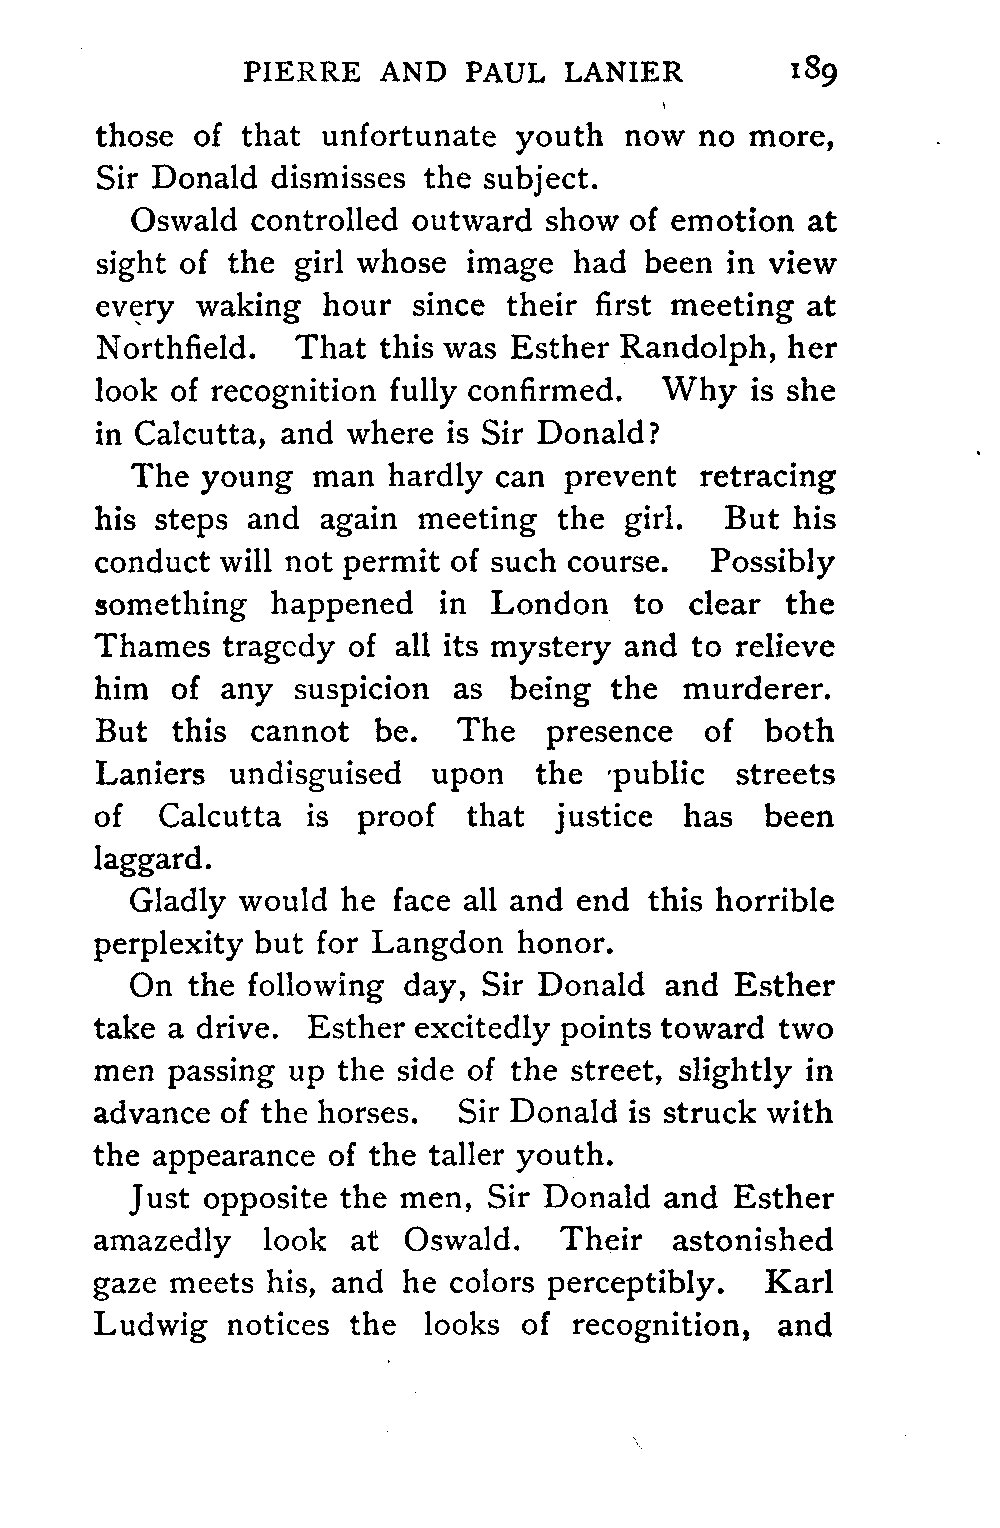 PIERRE AND PAUL LANIER 189
those of that unfortunate youth now no more,
Sir Donald dismisses the subject.
Oswald controlled outward show of emotion at
sight of the girl whose image had been in view
every waking hour since their first meeting at
Northfield. That this was Esther Randolph, her
look of recognition fully confirmed. Why is she
in Calcutta, and where is Sir Donald?
The young man hardly can prevent retracing
his steps and again meeting the girl. But his
conduct will not permit of such course. Possibly
something happened in London to clear the
Thames tragedy of all its mystery and to relieve
him of any suspicion as being the murderer.
But this cannot be. The presence of both
Laniers undisguised upon the public streets
of Calcutta is proof that justice has been
laggard.
Gladly would he face all and end this horrible
perplexity but for Langdon honor.
On the following day, Sir Donald and Esther
take a drive. Esther excitedly points toward two
men passing up the side of the street, slightly in
advance of the horses. Sir Donald is struck with
the appearance of the taller youth.
Just opposite the men, Sir Donald and Esther
amazedly look at Oswald. Their astonished
gaze meets his, and he colors perceptibly. Karl
Ludwig notices the looks of recognition, and